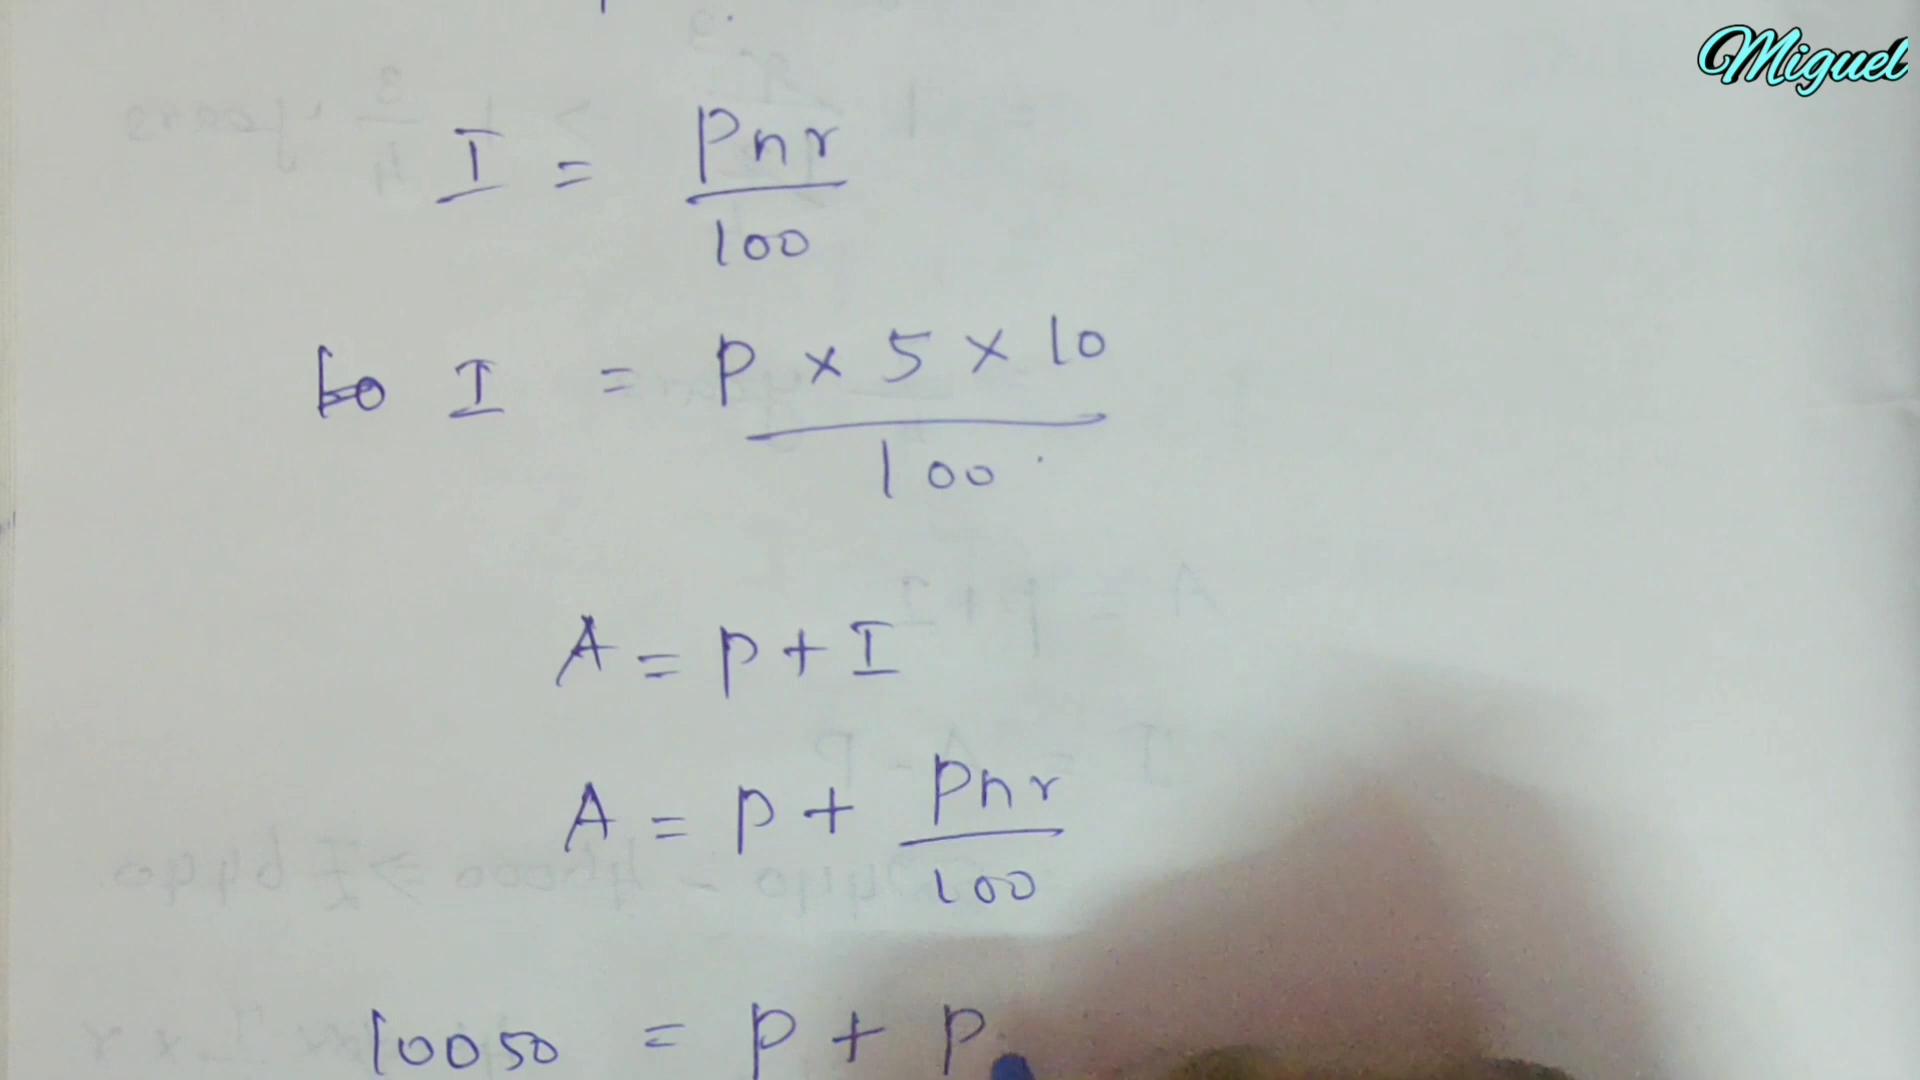 Miguel
I = Pnr
100
I = P × 5 × 10
100
A = P + I
A = P + Pnr
100
10050 = P + P